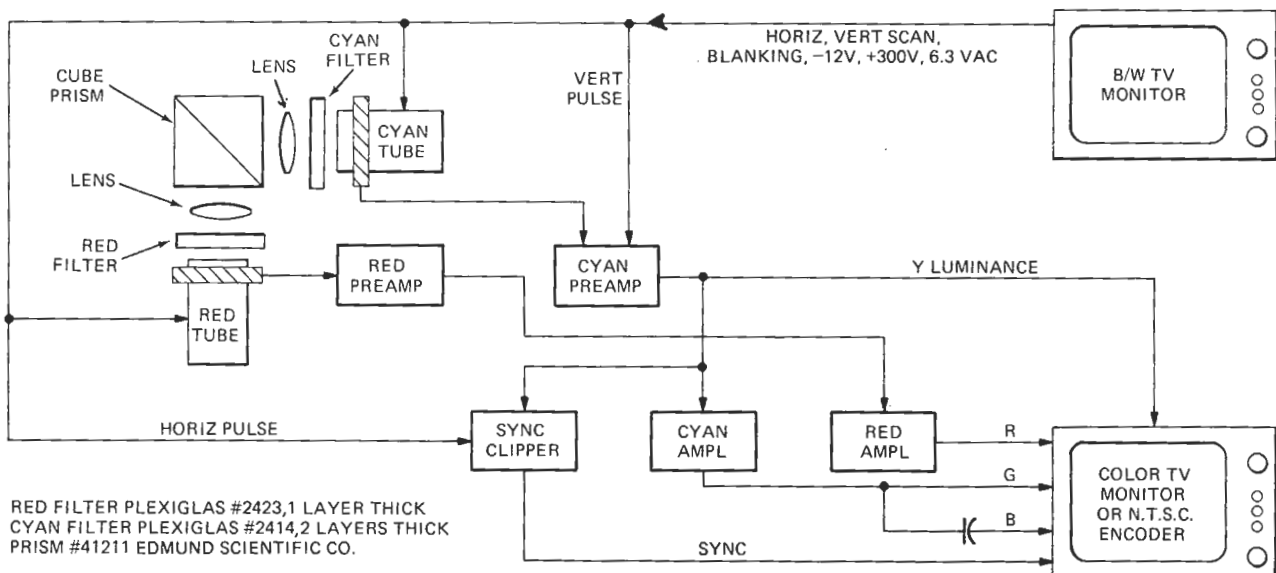 HORIZ, VERT SCAN,
BLANKING, –12V, +300V, 6.3 VAC
B/W TV
MONITOR
CYAN
FILTER
LENS
CUBE
PRISM
VERT
PULSE
CYAN
TUBE
LENS
RED
FILTER
RED
PREAMP
CYAN
PREAMP
Y LUMINANCE
RED
TUBE
HORIZ PULSE
SYNC
CLIPPER
CYAN
AMPL
RED
AMPL
R
G
B
COLOR TV
MONITOR
OR N.T.S.C.
ENCODER
RED FILTER PLEXIGLAS #2423,1 LAYER THICK
CYAN FILTER PLEXIGLAS #2414,2 LAYERS THICK
PRISM #41211 EDMUND SCIENTIFIC CO.
SYNC